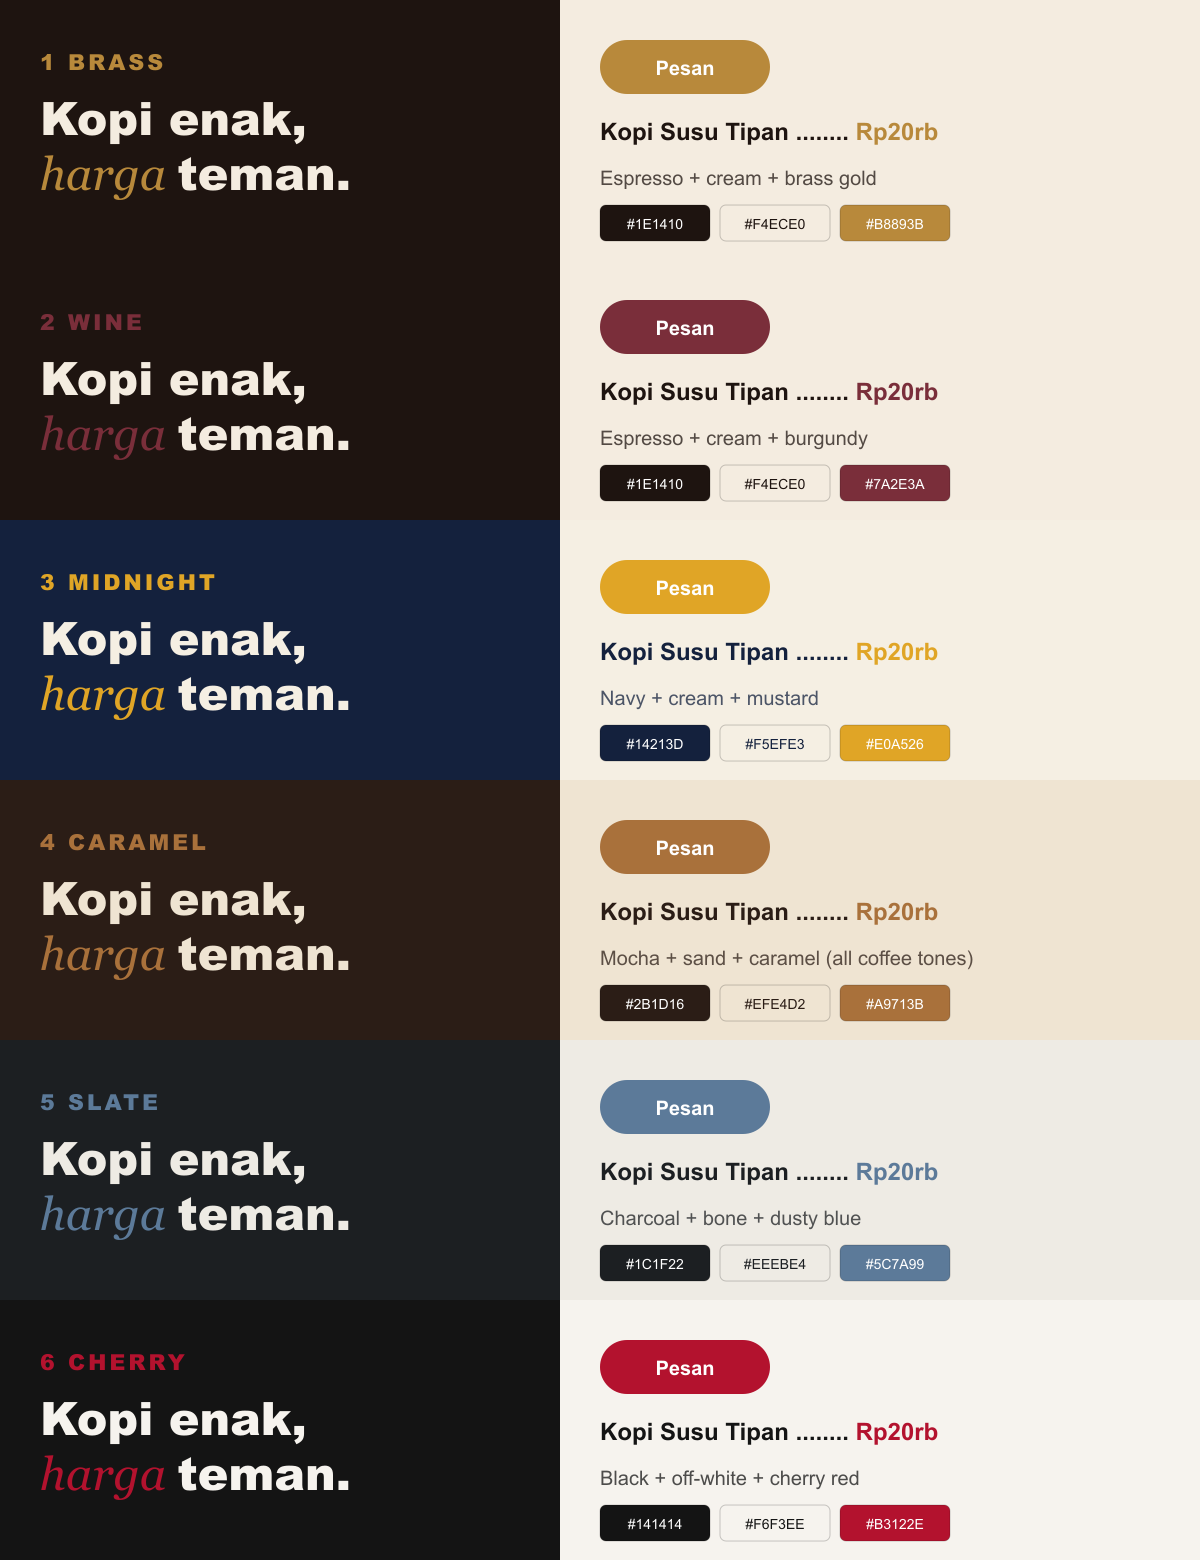 1 BRASS
Kopi enak,
harga teman.
Pesan
Kopi Susu Tipan ........ Rp20rb
Espresso + cream + brass gold
#1E1410 #F4ECE0 #B8893B
2 WINE
Kopi enak,
harga teman.
Pesan
Kopi Susu Tipan ........ Rp20rb
Espresso + cream + burgundy
#1E1410 #F4ECE0 #7A2E3A
3 MIDNIGHT
Kopi enak,
harga teman.
Pesan
Kopi Susu Tipan ........ Rp20rb
Navy + cream + mustard
#14213D #F5EFE3 #E0A526
4 CARAMEL
Kopi enak,
harga teman.
Pesan
Kopi Susu Tipan ........ Rp20rb
Mocha + sand + caramel (all coffee tones)
#2B1D16 #EFE4D2 #A9713B
5 SLATE
Kopi enak,
harga teman.
Pesan
Kopi Susu Tipan ........ Rp20rb
Charcoal + bone + dusty blue
#1C1F22 #EEEBE4 #5C7A99
6 CHERRY
Kopi enak,
harga teman.
Pesan
Kopi Susu Tipan ........ Rp20rb
Black + off-white + cherry red
#141414 #F6F3EE #B3122E